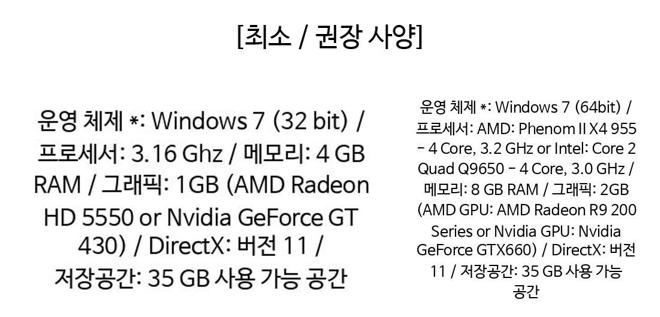 [최소 / 권장 사양]
운영 체제 *: Windows 7 (32 bit) /
프로세서: 3.16 Ghz / 메모리: 4 GB
RAM / 그래픽: 1GB (AMD Radeon
HD 5550 or Nvidia GeForce GT
430) / DirectX: 버전 11 /
저장공간: 35 GB 사용 가능 공간
운영 체제 *: Windows 7 (64bit) /
프로세서: AMD: Phenom II X4 955
- 4 Core, 3.2 GHz or Intel: Core 2
Quad Q9650 - 4 Core, 3.0 GHz /
메모리: 8 GB RAM / 그래픽: 2GB
(AMD GPU: AMD Radeon R9 200
Series or Nvidia GPU: Nvidia
GeForce GTX660) / DirectX: 버전
11 / 저장공간: 35 GB 사용 가능
공간